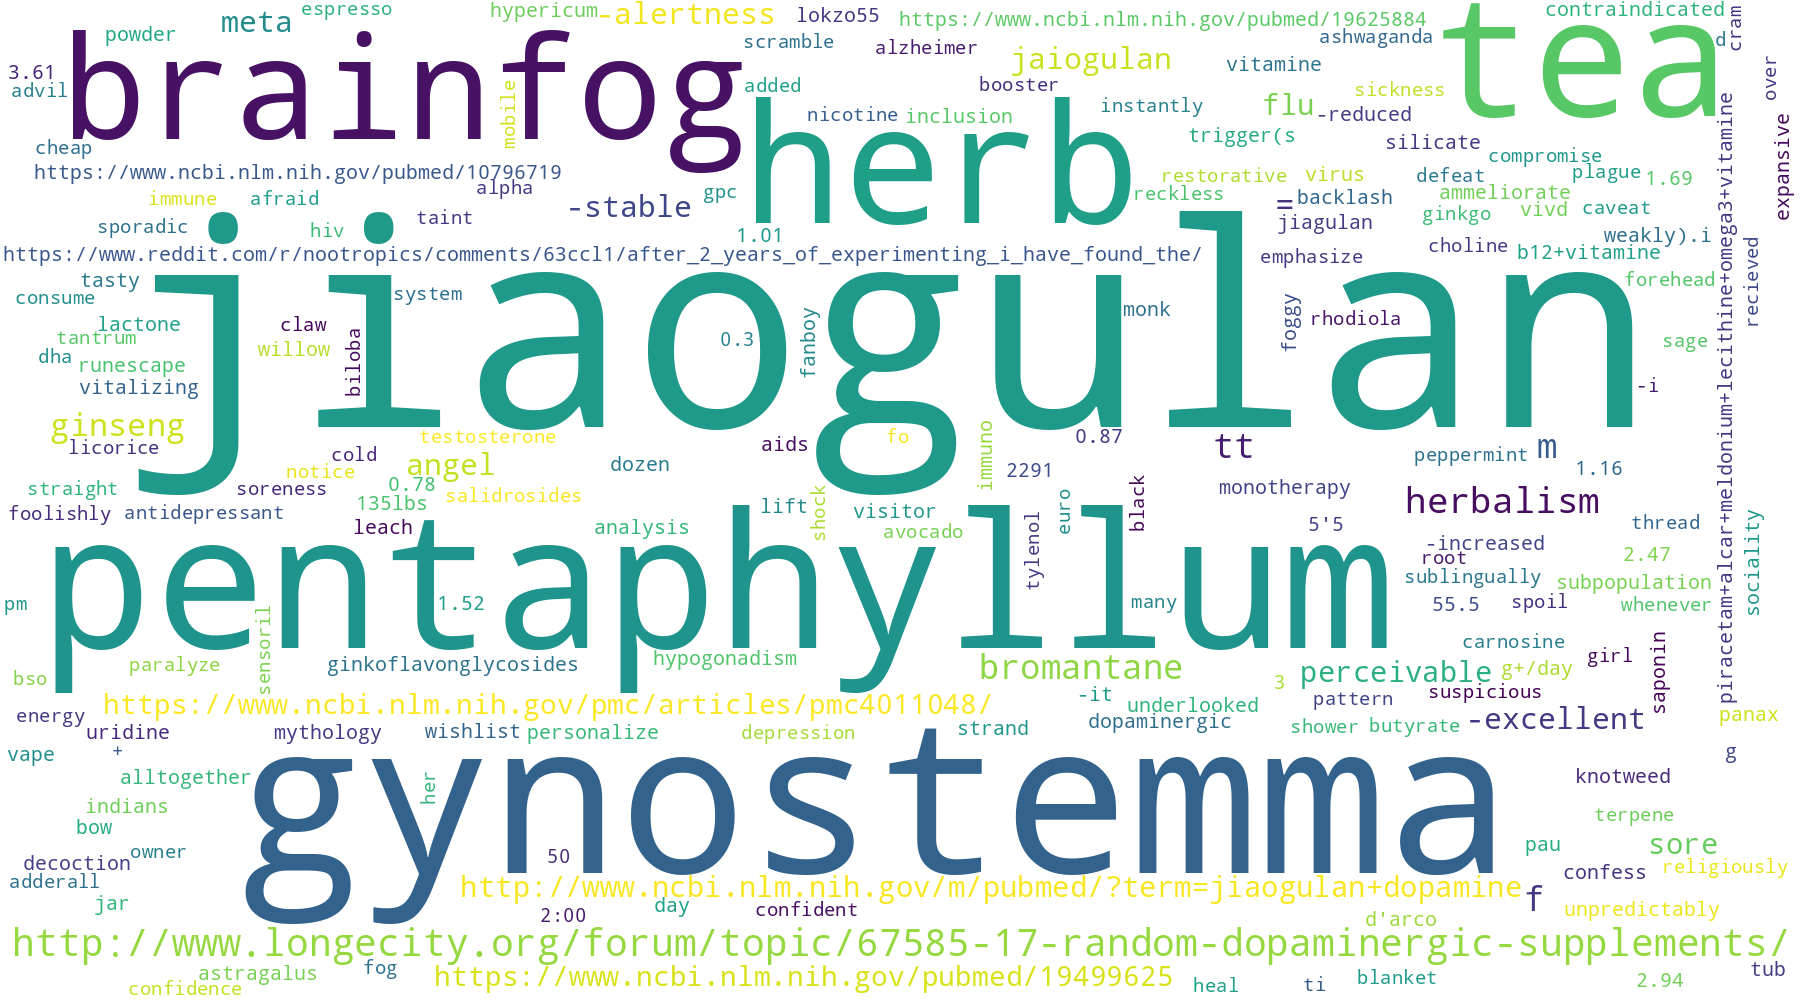 espresso
hypericum
-alertness
lokzo55
https://www.ncbi.nlm.nih.gov/pubmed/19625884
contraindicated
cram
powder
meta
brainfog
scramble
alzheimer
jaiogulan
ashwaganda
tea
d
over
3.61
advil
mobile
added
booster
vitamine
sickness
herb
nicotine
inclusion
instantly
flu
-reduced
trigger(s
silicate
expansive
cheap
https://www.ncbi.nlm.nih.gov/pubmed/10796719
alpha
gpc
restorative
virus
defeat
compromise
plague
1.69
immune
afraid
-stable
reckless
=
backlash
ammeliorate
sporadic
hiv
taint
1.01
jiagulan
ginkgo
vivd
caveat
https://www.reddit.com/r/nootropics/comments/63ccl1/after_2_years_of_experimenting_i_have_found_the/
emphasize
choline
b12+vitamine
weakly).i
recieved
jiaogulan
tasty
system
forehead
consume
monk
lactone
claw
tantrum
willow
biloba
0.3
fanboy
foggy
rhodiola
sage
dha
runescape
vitalizing
-i
piracetam+alcar+meldonium+lecithine+omega3+vitamine
ginseng
licorice
testosterone
aids
fo
immuno
0.87
tt
m
cold
notice
angel
dozen
2291
peppermint
1.16
straight
soreness
0.78
salidrosides
monotherapy
135lbs
foolishly
antidepressant
leach
analysis
lift
shock
visitor
avocado
tylenol
euro
black
herbalism
5'5
thread
-increased
root
2.47
sociality
pentaphyllum
pm
1.52
many
sublingually
subpopulation
55.5
spoil
whenever
sensoril
carnosine
bso
paralyze
ginkoflavonglycosides
hypogonadism
bromantane
perceivable
g+/day
girl
saponin
3
https://www.ncbi.nlm.nih.gov/pmc/articles/pmc4011048/
-it
underlooked
pattern
suspicious
energy
uridine
mythology
wishlist
personalize
depression
strand
dopaminergic
shower
butyrate
-excellent
panax
vape
+
gynostemma
g
alltogether
her
knotweed
indians
bow
terpene
owner
decoction
50
pau
sore
adderall
http://www.ncbi.nlm.nih.gov/m/pubmed/?term=jiaogulan+dopamine
f
confess
religiously
jar
2:00
day
confident
d'arco
unpredictably
http://www.longecity.org/forum/topic/67585-17-random-dopaminergic-supplements/
astragalus
fog
https://www.ncbi.nlm.nih.gov/pubmed/19499625
confidence
heal
ti
blanket
2.94
tub